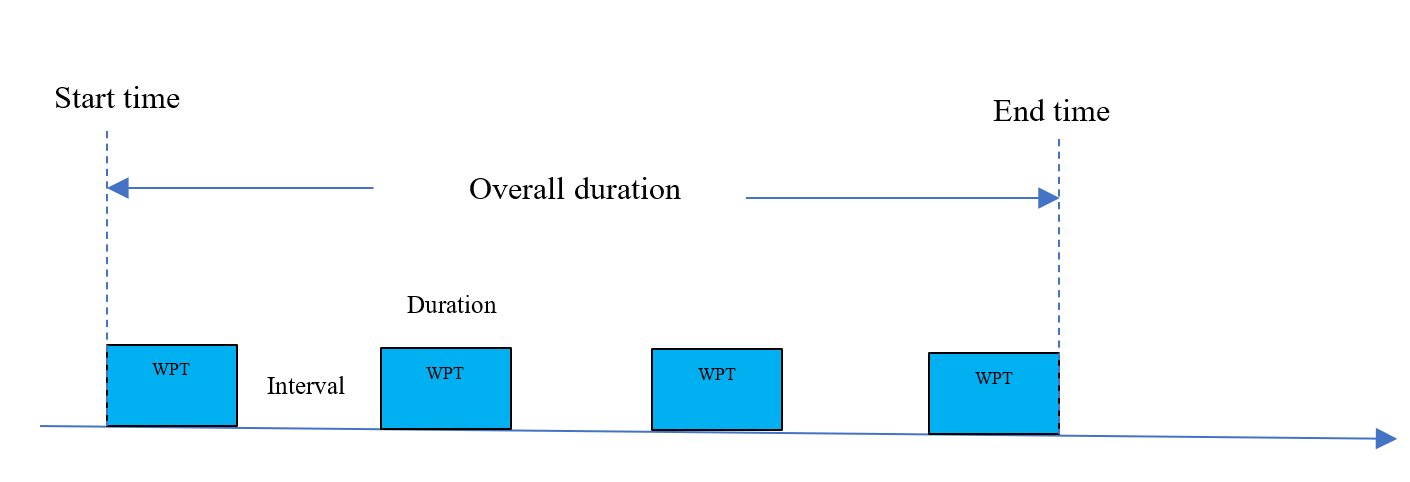 Start time
End time
Overall duration
Duration
WPT
Interval
WPT
WPT
WPT